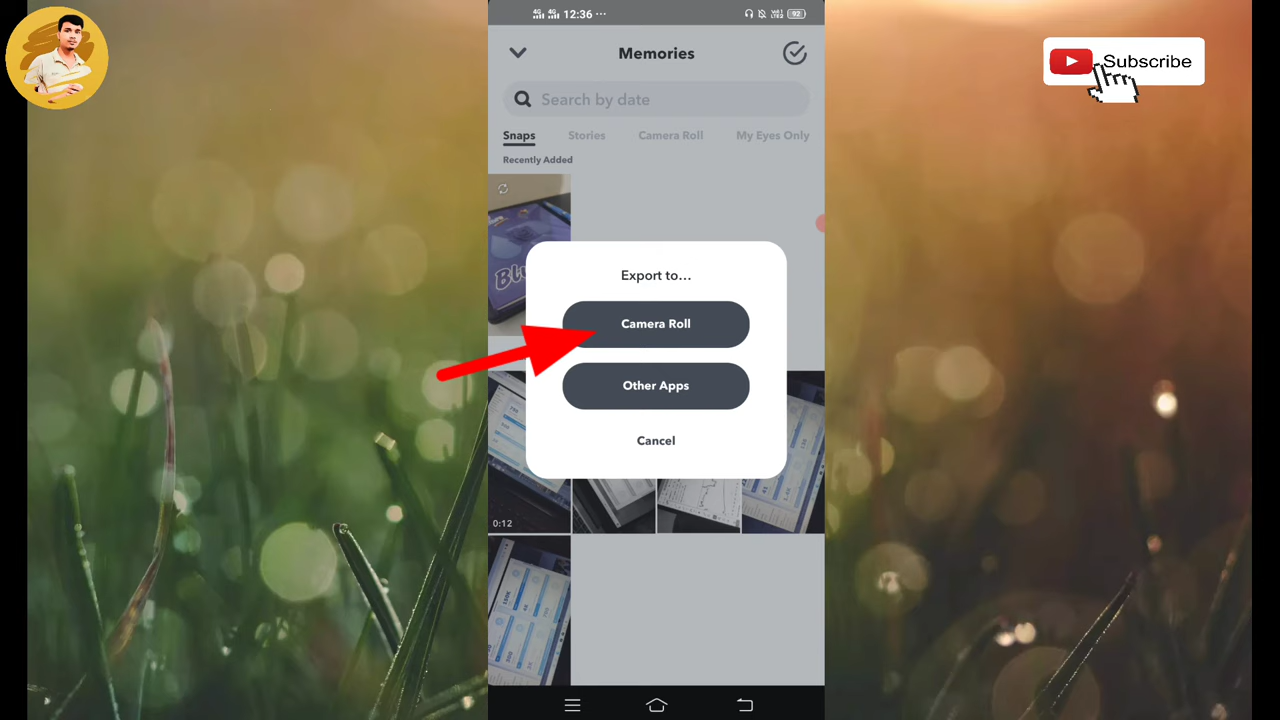 12:36 ...
92
Memories
Subscribe
Search by date
Snaps Stories Camera Roll My Eyes Only
Recently Added
Export to...
Camera Roll
Other Apps
Cancel
0:12